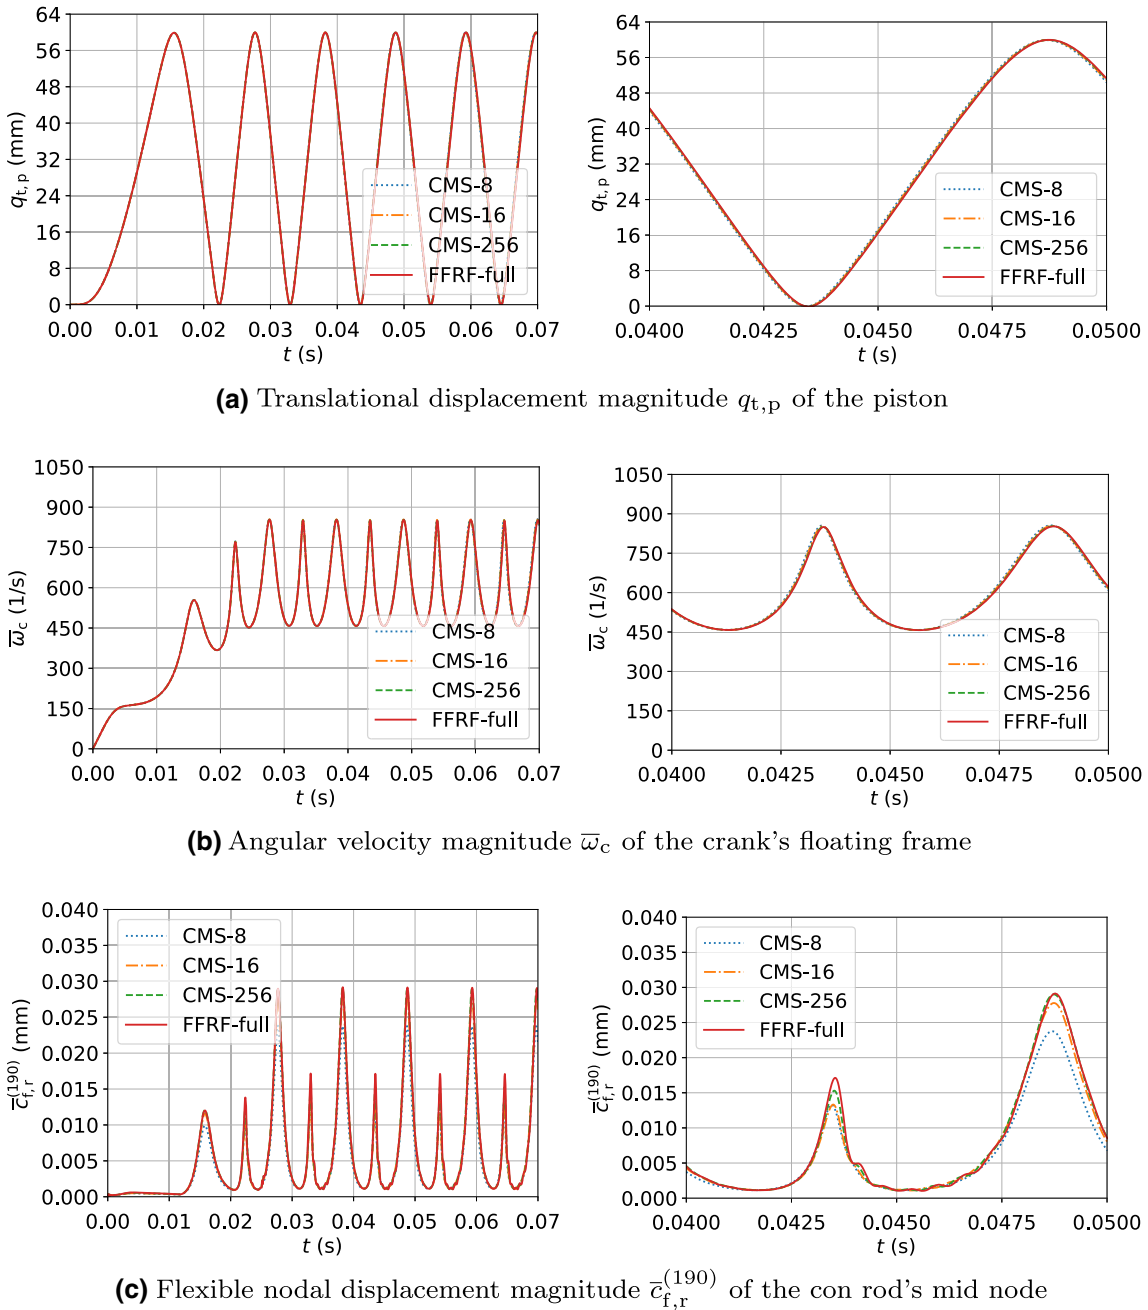 64
56
48
40
32
24
16
8
0
q_t,p (mm)
0.00 0.01 0.02 0.03 0.04 0.05 0.06 0.07
t (s)
CMS-8
CMS-16
CMS-256
FFRF-full
64
56
48
40
32
24
16
8
0
q_t,p (mm)
0.0400 0.0425 0.0450 0.0475 0.0500
t (s)
CMS-8
CMS-16
CMS-256
FFRF-full
(a) Translational displacement magnitude q_t,p of the piston
1050
900
750
600
450
300
150
0
ω̅_c (1/s)
0.00 0.01 0.02 0.03 0.04 0.05 0.06 0.07
t (s)
CMS-8
CMS-16
CMS-256
FFRF-full
1050
900
750
600
450
300
150
0
ω̅_c (1/s)
0.0400 0.0425 0.0450 0.0475 0.0500
t (s)
CMS-8
CMS-16
CMS-256
FFRF-full
(b) Angular velocity magnitude ω̅_c of the crank's floating frame
0.040
0.035
0.030
0.025
0.020
0.015
0.010
0.005
0.000
c̅_f,r^(190) (mm)
0.00 0.01 0.02 0.03 0.04 0.05 0.06 0.07
t (s)
CMS-8
CMS-16
CMS-256
FFRF-full
0.040
0.035
0.030
0.025
0.020
0.015
0.010
0.005
0.000
c̅_f,r^(190) (mm)
0.0400 0.0425 0.0450 0.0475 0.0500
t (s)
CMS-8
CMS-16
CMS-256
FFRF-full
(c) Flexible nodal displacement magnitude c̅_f,r^(190) of the con rod's mid node